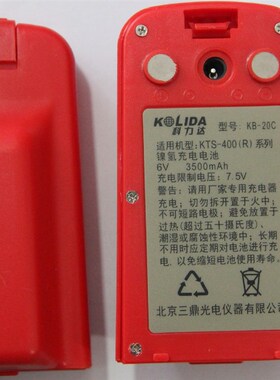 KOLIDA
科力达 型号: KB-20C
适用机型: KTS-400(R)系列
镍氢充电电池
6V 3500mAh
充电限制电压: 7.5V
警告: 请用厂家专用充电器
充电; 切勿拆开置于火中;
不可短路电极; 避免放置于
过热(超过五十摄氏度)、
潮湿或腐蚀性环境中; 长期
不用时应定期对电池进行充
电, 以免缩短电池使用寿命.
北京三鼎光电仪器有限公司